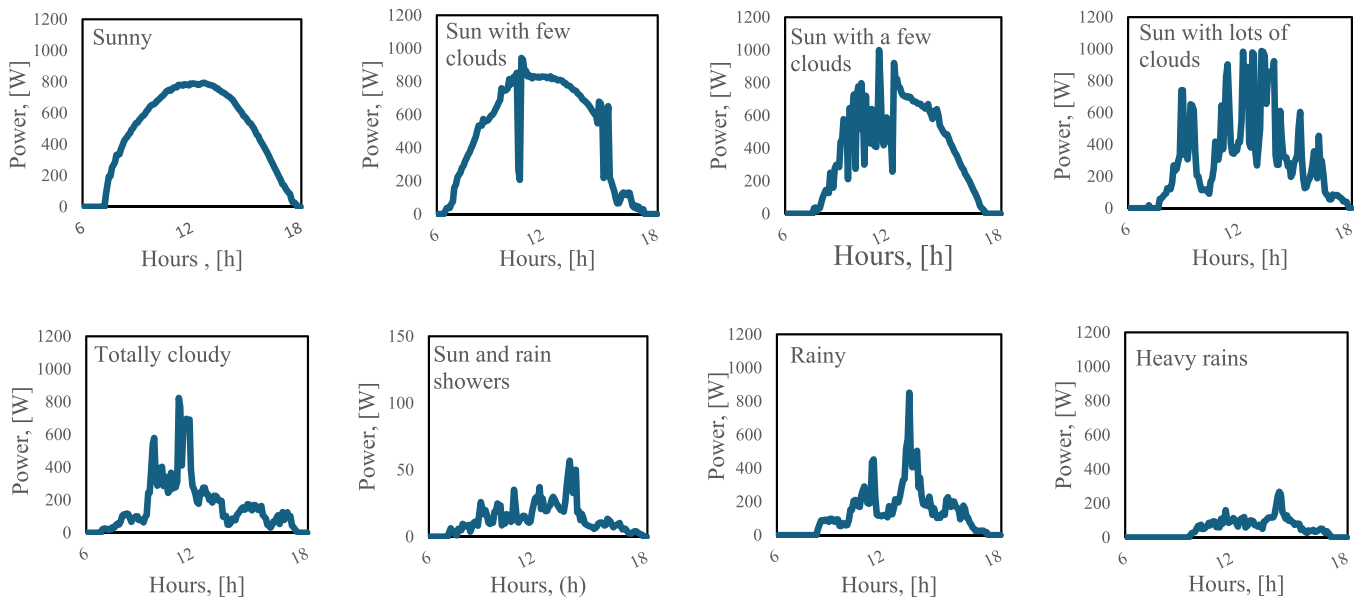 1200
1000
800
600
400
200
0
Power, [W]
Sunny
6
12
18
Hours , [h]
1200
1000
800
600
400
200
0
Power, [W]
Sun with few
clouds
6
12
18
Hours, [h]
1200
1000
800
600
400
200
0
Power, [W]
Sun with a few
clouds
6
12
18
Hours, [h]
1200
1000
800
600
400
200
0
Power, [W]
Sun with lots of
clouds
6
12
18
Hours, [h]
1200
1000
800
600
400
200
0
Power, [W]
Totally cloudy
6
12
18
Hours, [h]
150
100
50
0
Power, [W]
Sun and rain
showers
6
12
18
Hours, (h)
1200
1000
800
600
400
200
0
Power, [W]
Rainy
6
12
18
Hours, [h]
1200
1000
800
600
400
200
0
Power, [W]
Heavy rains
6
12
18
Hours, [h]